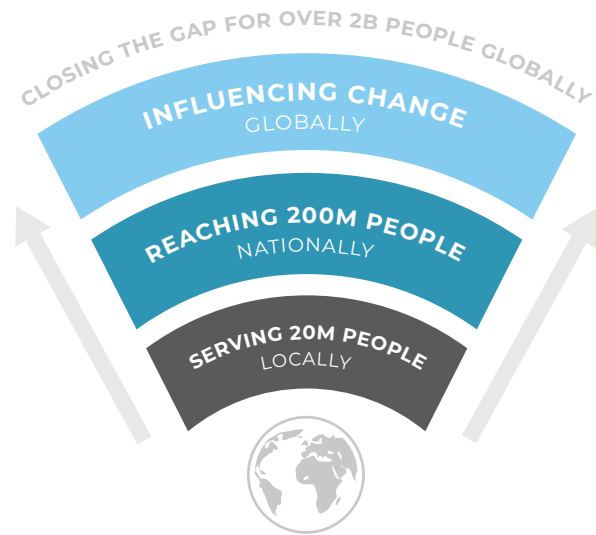 CLOSING THE GAP FOR OVER 2B PEOPLE GLOBALLY
INFLUENCING CHANGE
GLOBALLY
REACHING 200M PEOPLE
NATIONALLY
SERVING 20M PEOPLE
LOCALLY